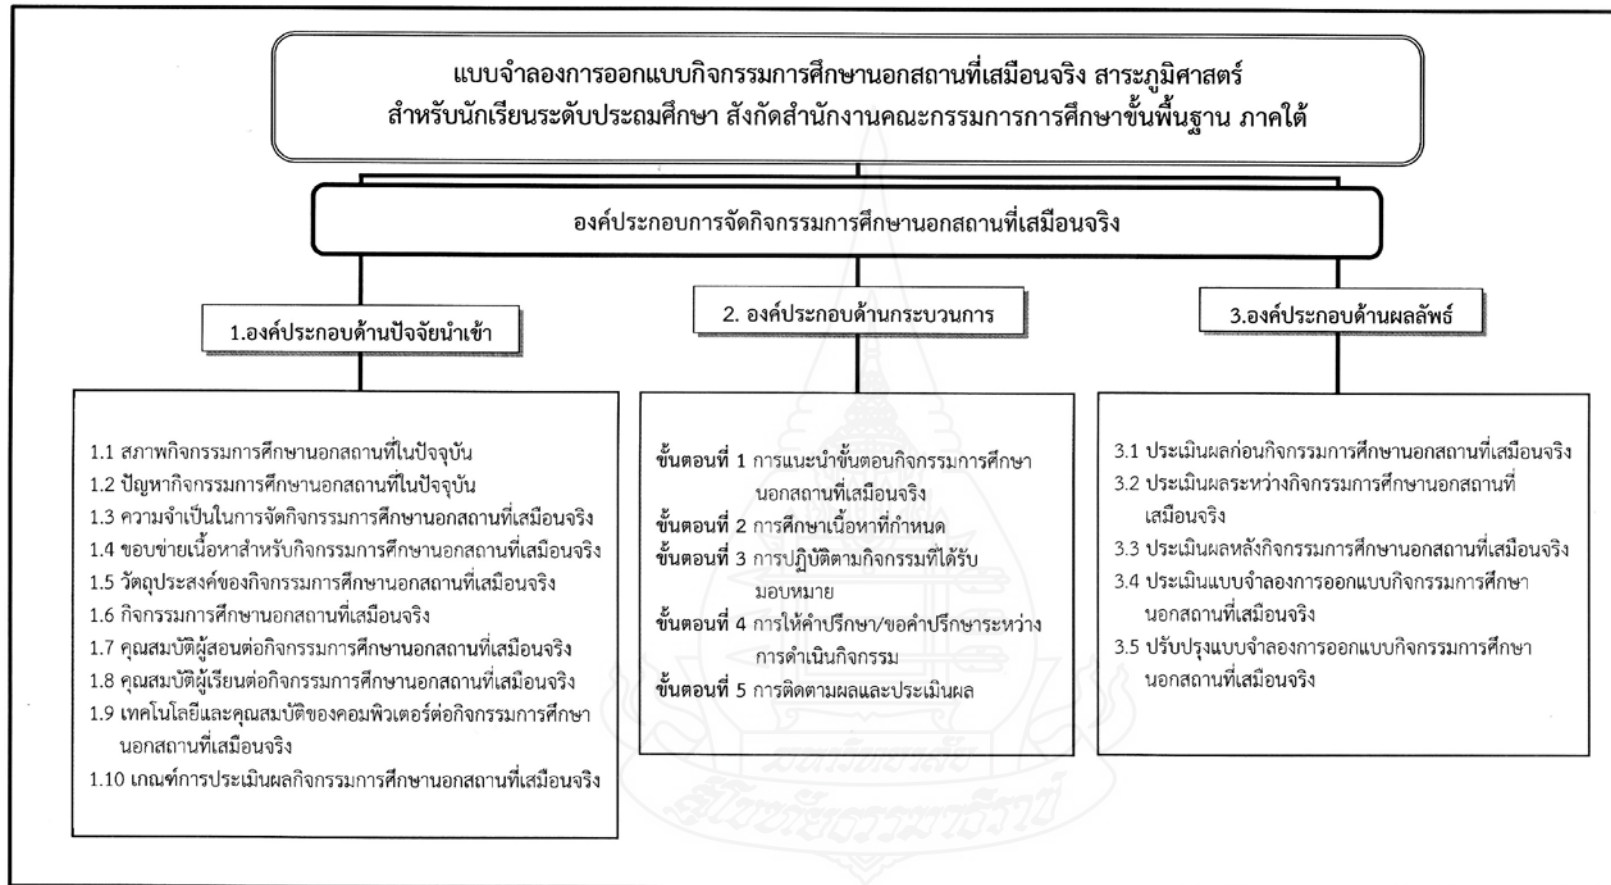 แบบจำลองการออกแบบกิจกรรมการศึกษานอกสถานที่เสมือนจริง สาระภูมิศาสตร์
สำหรับนักเรียนระดับประถมศึกษา สังกัดสำนักงานคณะกรรมการการศึกษาขั้นพื้นฐาน ภาคใต้
องค์ประกอบการจัดกิจกรรมการศึกษานอกสถานที่เสมือนจริง
1.องค์ประกอบด้านปัจจัยนำเข้า
1.1 สภาพกิจกรรมการศึกษานอกสถานที่ในปัจจุบัน
1.2 ปัญหากิจกรรมการศึกษานอกสถานที่ในปัจจุบัน
1.3 ความจำเป็นในการจัดกิจกรรมการศึกษานอกสถานที่เสมือนจริง
1.4 ขอบข่ายเนื้อหาสำหรับกิจกรรมการศึกษานอกสถานที่เสมือนจริง
1.5 วัตถุประสงค์ของกิจกรรมการศึกษานอกสถานที่เสมือนจริง
1.6 กิจกรรมการศึกษานอกสถานที่เสมือนจริง
1.7 คุณสมบัติผู้สอนต่อกิจกรรมการศึกษานอกสถานที่เสมือนจริง
1.8 คุณสมบัติผู้เรียนต่อกิจกรรมการศึกษานอกสถานที่เสมือนจริง
1.9 เทคโนโลยีและคุณสมบัติของคอมพิวเตอร์ต่อกิจกรรมการศึกษา
นอกสถานที่เสมือนจริง
1.10 เกณฑ์การประเมินผลกิจกรรมการศึกษานอกสถานที่เสมือนจริง
2. องค์ประกอบด้านกระบวนการ
ขั้นตอนที่ 1 การแนะนำขั้นตอนกิจกรรมการศึกษา
นอกสถานที่เสมือนจริง
ขั้นตอนที่ 2 การศึกษาเนื้อหาที่กำหนด
ขั้นตอนที่ 3 การปฏิบัติตามกิจกรรมที่ได้รับ
มอบหมาย
ขั้นตอนที่ 4 การให้คำปรึกษา/ขอคำปรึกษาระหว่าง
การดำเนินกิจกรรม
ขั้นตอนที่ 5 การติดตามผลและประเมินผล
3.องค์ประกอบด้านผลลัพธ์
3.1 ประเมินผลก่อนกิจกรรมการศึกษานอกสถานที่เสมือนจริง
3.2 ประเมินผลระหว่างกิจกรรมการศึกษานอกสถานที่
เสมือนจริง
3.3 ประเมินผลหลังกิจกรรมการศึกษานอกสถานที่เสมือนจริง
3.4 ประเมินแบบจำลองการออกแบบกิจกรรมการศึกษา
นอกสถานที่เสมือนจริง
3.5 ปรับปรุงแบบจำลองการออกแบบกิจกรรมการศึกษา
นอกสถานที่เสมือนจริง
มหาวิทยาลัย
สุโขทัยธรรมาธิราช